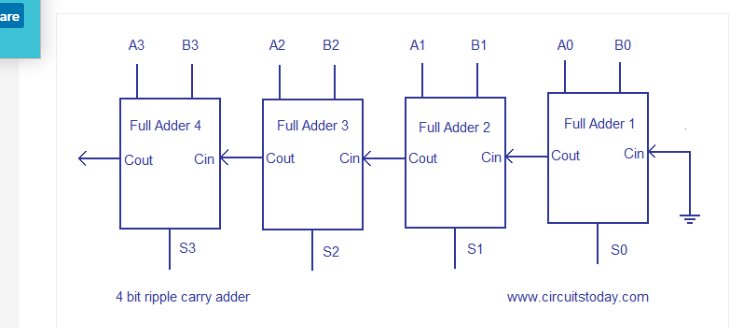 are
A3 B3 A2 B2 A1 B1 A0 B0
Full Adder 4 Full Adder 3 Full Adder 2 Full Adder 1
Cout Cin Cout Cin Cout Cin Cout Cin
S3 S2 S1 S0
4 bit ripple carry adder www.circuitstoday.com